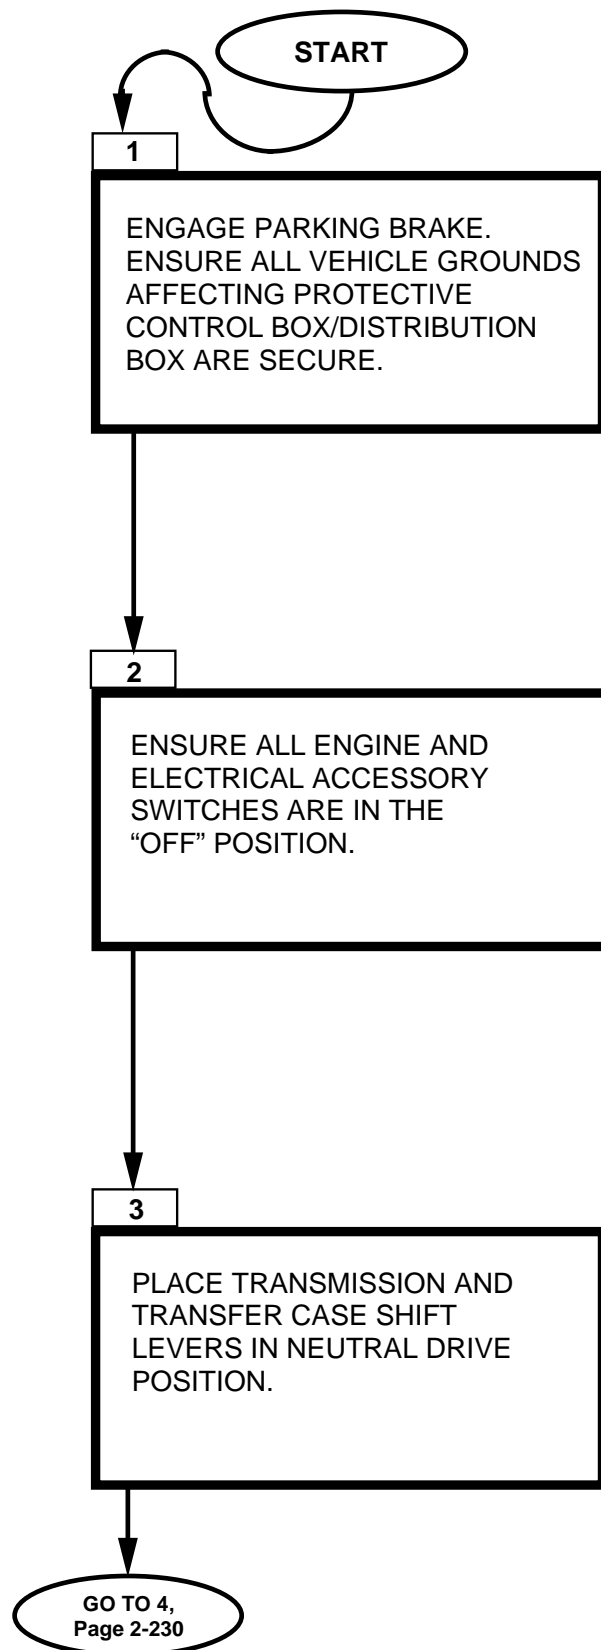 START
1
ENGAGE PARKING BRAKE.
ENSURE ALL VEHICLE GROUNDS
AFFECTING PROTECTIVE
CONTROL BOX/DISTRIBUTION
BOX ARE SECURE.
2
ENSURE ALL ENGINE AND
ELECTRICAL ACCESSORY
SWITCHES ARE IN THE
“OFF” POSITION.
3
PLACE TRANSMISSION AND
TRANSFER CASE SHIFT
LEVERS IN NEUTRAL DRIVE
POSITION.
GO TO 4,
Page 2-230